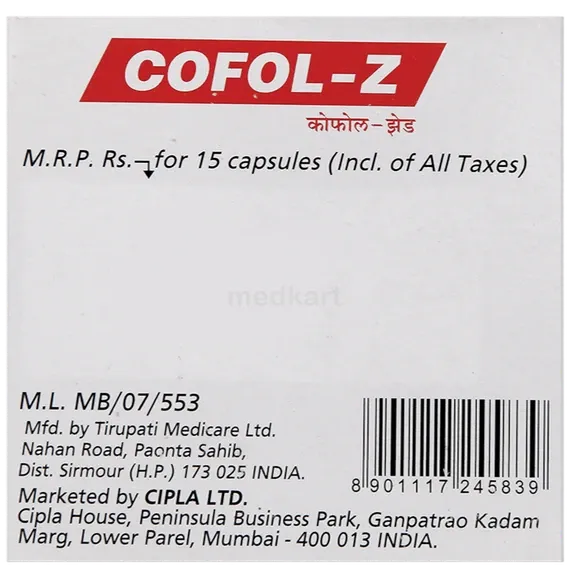 COFOL-Z
कोफोल-झेड
M.R.P. Rs.⬎for 15 capsules (Incl. of All Taxes)
medkart
M.L. MB/07/553
Mfd. by Tirupati Medicare Ltd.
Nahan Road, Paonta Sahib,
Dist. Sirmour (H.P.) 173 025 INDIA.
8 901117 245839
Marketed by CIPLA LTD.
Cipla House, Peninsula Business Park, Ganpatrao Kadam
Marg, Lower Parel, Mumbai - 400 013 INDIA.